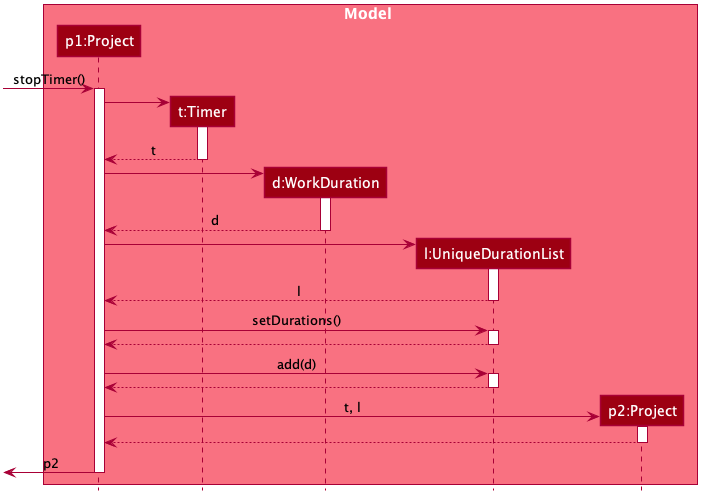 Model
p1:Project
stopTimer()
t:Timer
t
d:WorkDuration
d
l:UniqueDurationList
l
setDurations()
add(d)
t, l
p2:Project
p2